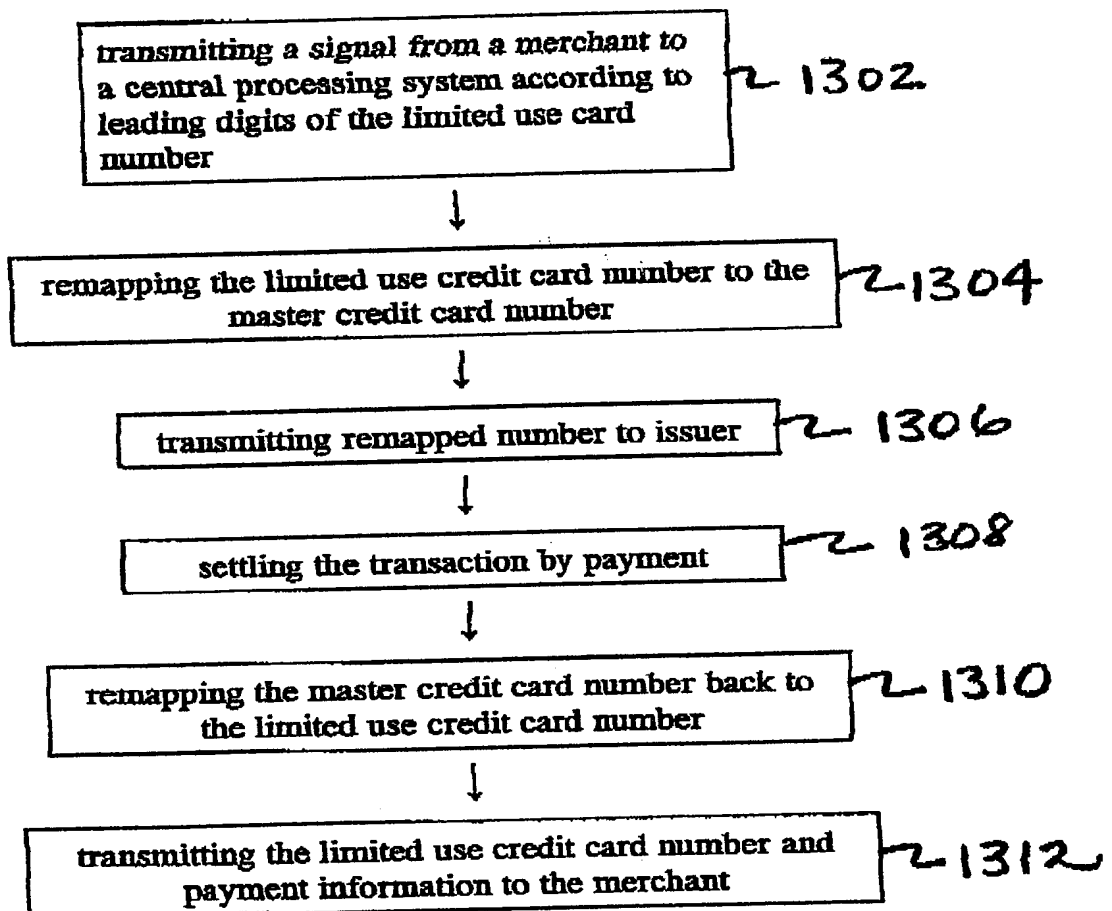 transmitting a signal from a merchant to
a central processing system according to
leading digits of the limited use card
number
1302
remapping the limited use credit card number to the
master credit card number
1304
transmitting remapped number to issuer
1306
settling the transaction by payment
1308
remapping the master credit card number back to
the limited use credit card number
1310
transmitting the limited use credit card number and
payment information to the merchant
1312